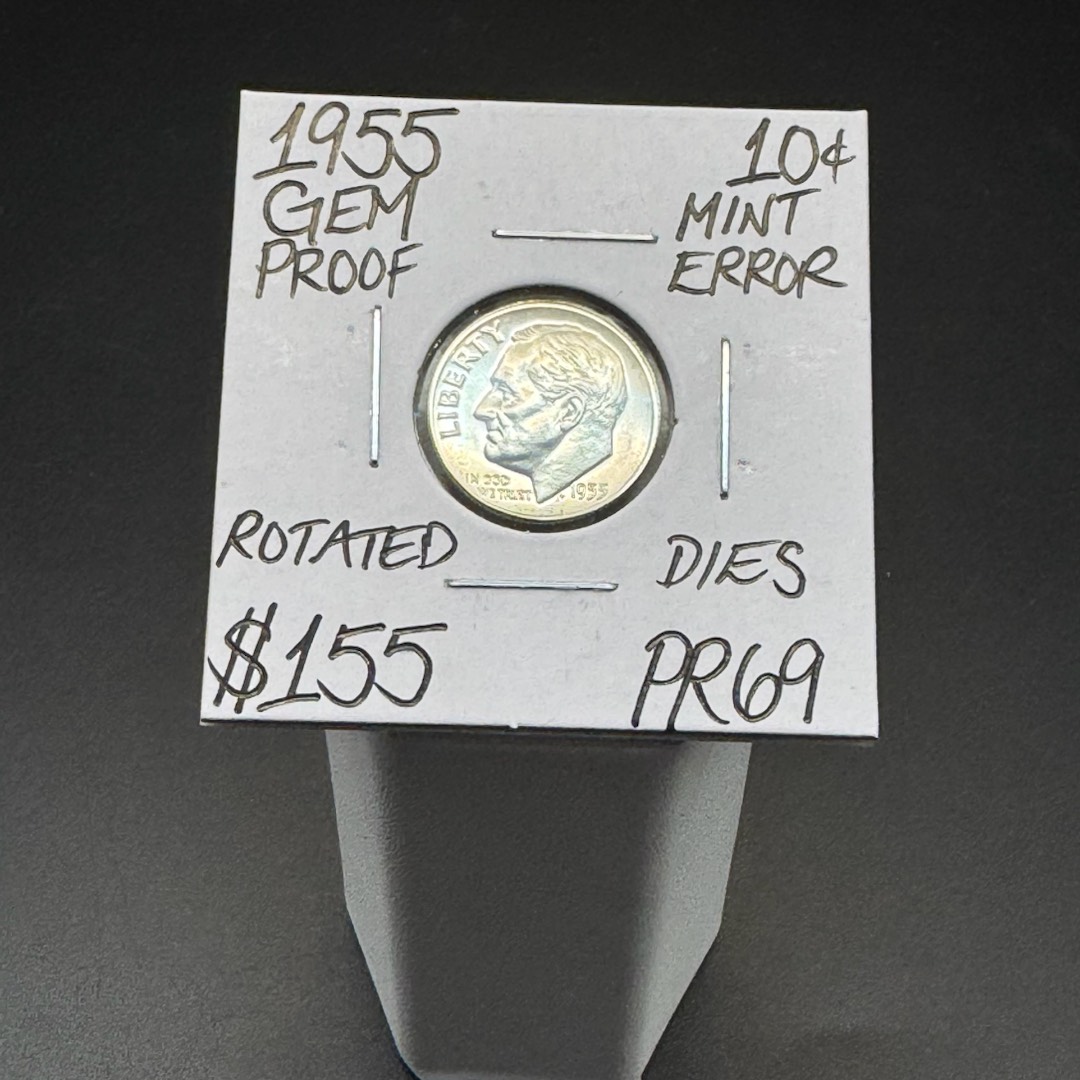 1955
GEM
PROOF
10¢
MINT
ERROR
LIBERTY
IN GOD
WE TRUST
1955
ROTATED
DIES
$155
PR69